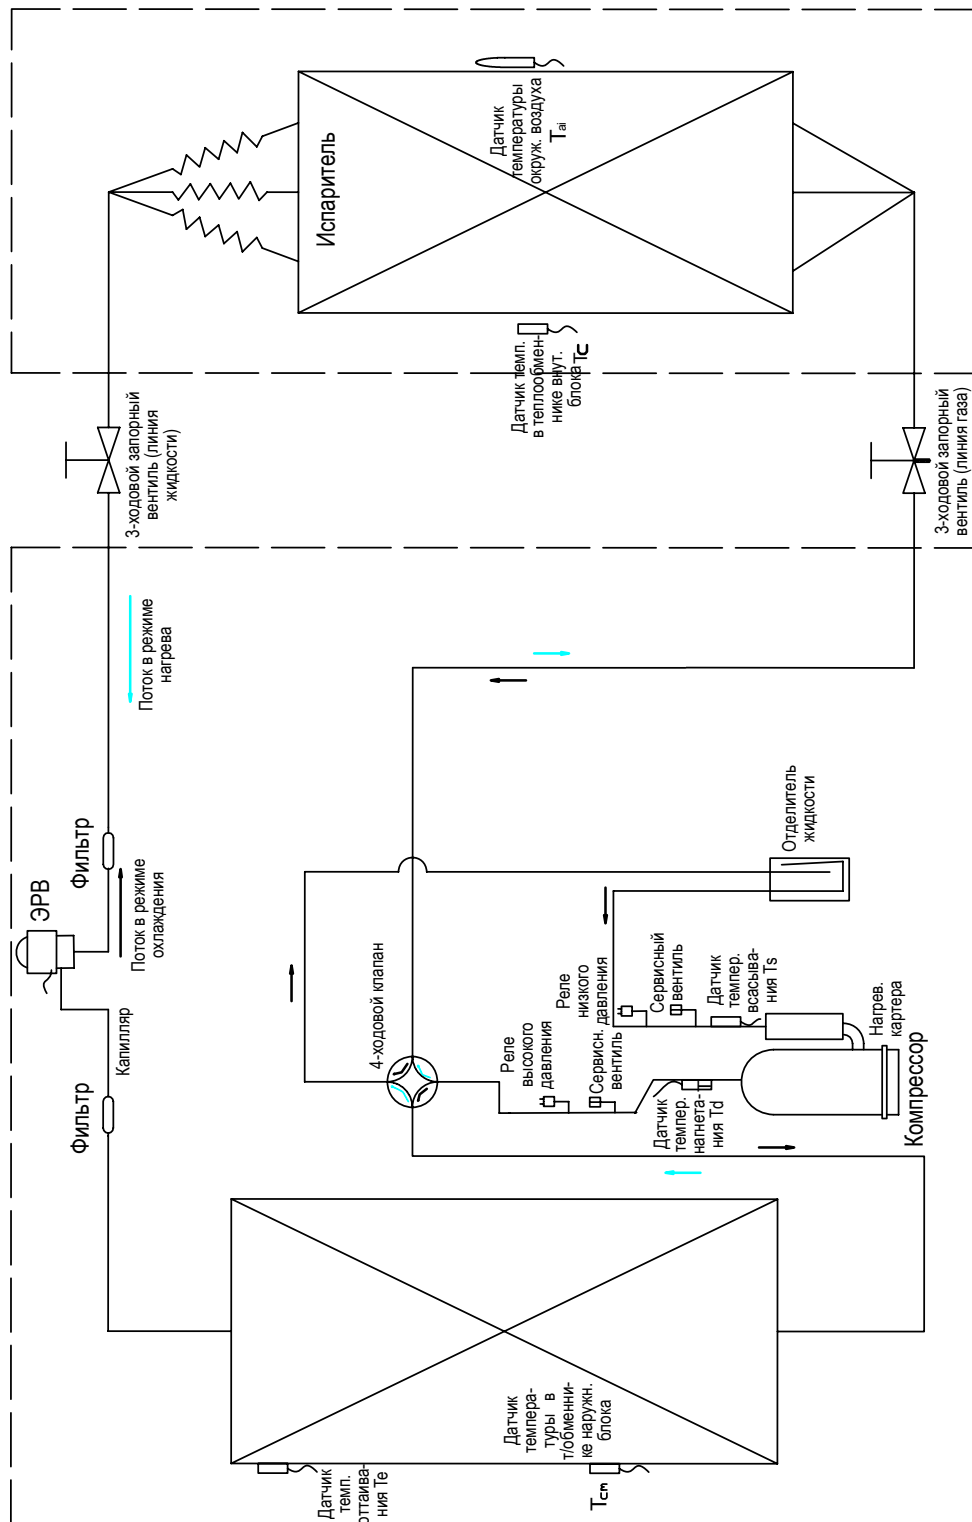 Испаритель
Датчик
температуры
окруж. воздуха
Tai
Датчик темп.
в теплообмен-
нике внут.
блока TC
3-ходовой запорный
вентиль (линия
жидкости)
3-ходовой запорный
вентиль (линия газа)
Поток в режиме
нагрева
Фильтр
ЭРВ
Поток в режиме
охлаждения
Капилляр
Фильтр
4-ходовой клапан
Отделитель
жидкости
Реле
низкого
давления
Сервисный
вентиль
Датчик
темпер.
всасыва-
ния Ts
Реле
высокого
давления
Сервисн.
вентиль
Датчик
темпер.
нагнета-
ния Td
Нагрев.
картера
Компрессор
Датчик
темпера-
туры в
т/обменни-
ке наружн.
блока
Tcm
Датчик
темп.
оттаива-
ния Te